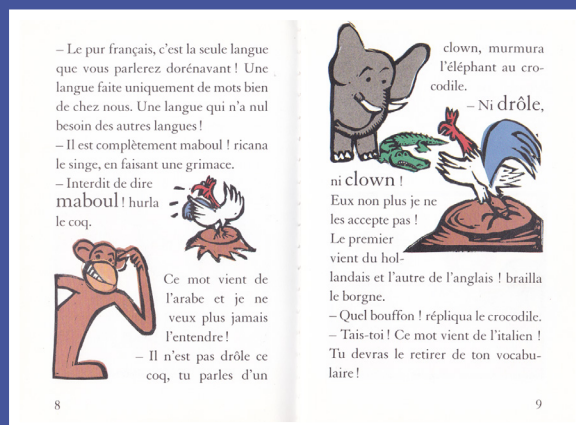 – Le pur français, c'est la seule langue
que vous parlerez dorénavant ! Une
langue faite uniquement de mots bien
de chez nous. Une langue qui n'a nul
besoin des autres langues !
– Il est complètement maboul ! ricana
le singe, en faisant une grimace.
– Interdit de dire
maboul ! hurla
le coq.
Ce mot vient de
l'arabe et je ne
veux plus jamais
l'entendre !
– Il n'est pas drôle ce
coq, tu parles d'un
8
clown, murmura
l'éléphant au cro-
codile.
– Ni drôle,
ni clown !
Eux non plus je ne
les accepte pas !
Le premier
vient du hol-
landais et l'autre de l'anglais ! brailla
le borgne.
– Quel bouffon ! répliqua le crocodile.
– Tais-toi ! Ce mot vient de l'italien !
Tu devras le retirer de ton vocabu-
laire !
9